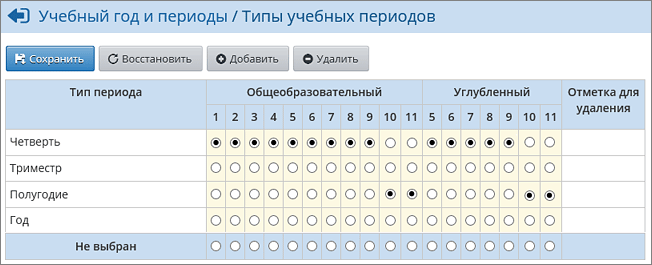 Учебный год и периоды / Типы учебных периодов
Сохранить Восстановить Добавить Удалить
Тип периода Общеобразовательный Углубленный Отметка для удаления
1 2 3 4 5 6 7 8 9 10 11 5 6 7 8 9 10 11
Четверть
Триместр
Полугодие
Год
Не выбран